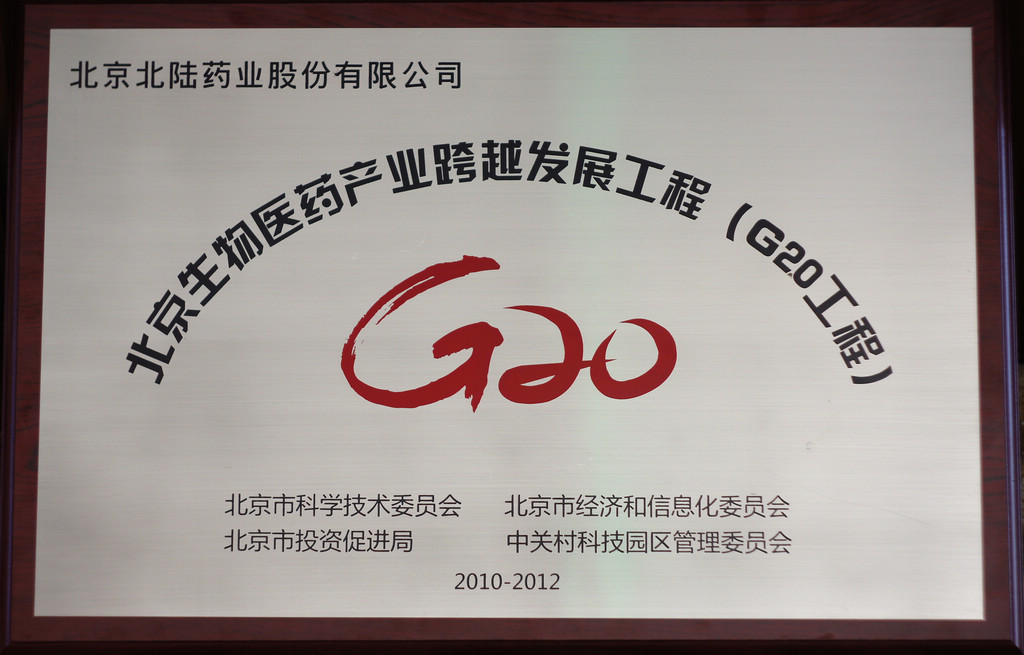 北京北陆药业股份有限公司
北京生物医药产业跨越发展工程（G20工程）
G20
北京市科学技术委员会 北京市经济和信息化委员会
北京市投资促进局 中关村科技园区管理委员会
2010-2012